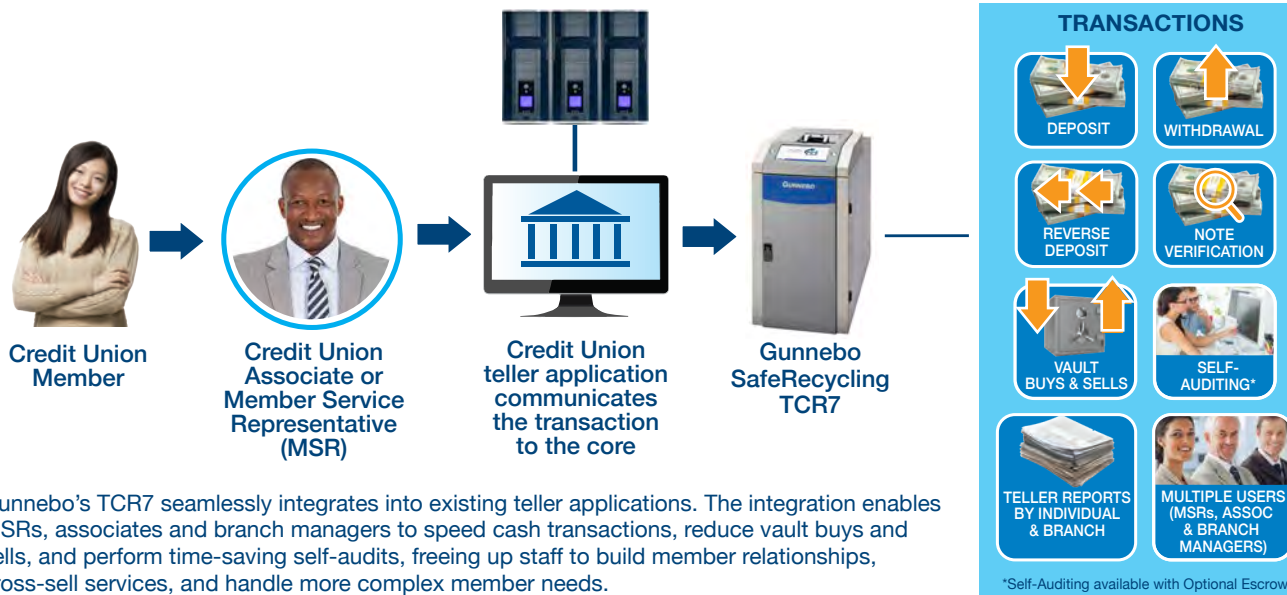 Credit Union
Member
Credit Union
Associate or
Member Service
Representative
(MSR)
Credit Union
teller application
communicates
the transaction
to the core
GUNNEBO
Gunnebo
SafeRecycling
TCR7
TRANSACTIONS
DEPOSIT
WITHDRAWAL
REVERSE
DEPOSIT
NOTE
VERIFICATION
VAULT
BUYS & SELLS
SELF-
AUDITING*
TELLER REPORTS
BY INDIVIDUAL
& BRANCH
MULTIPLE USERS
(MSRs, ASSOC
& BRANCH
MANAGERS)
*Self-Auditing available with Optional Escrow
unnebo's TCR7 seamlessly integrates into existing teller applications. The integration enables
SRs, associates and branch managers to speed cash transactions, reduce vault buys and
ells, and perform time-saving self-audits, freeing up staff to build member relationships,
ross-sell services, and handle more complex member needs.